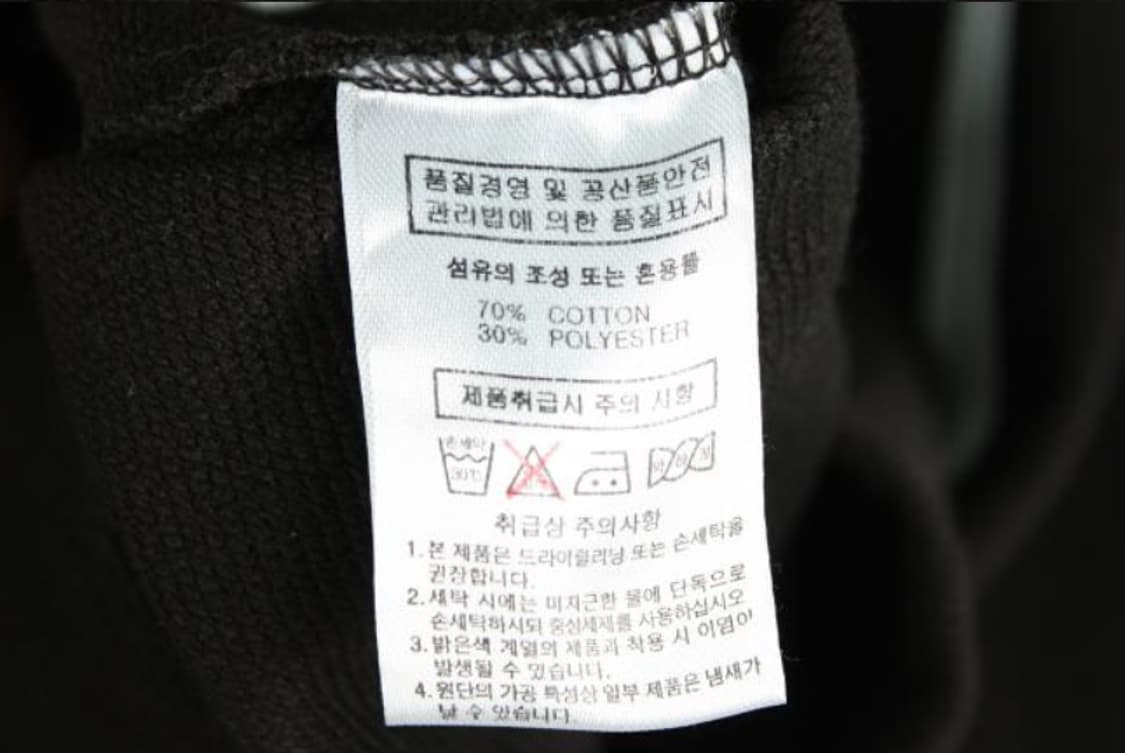 품질경영 및 공산품안전
관리법에 의한 품질표시
섬유의 조성 또는 혼용률
70% COTTON
30% POLYESTER
제품취급시 주의 사항
손세탁
30℃
약하게
취급상 주의사항
1. 본 제품은 드라이클리닝 또는 손세탁을
권장합니다.
2. 세탁 시에는 미지근한 물에 단독으로
손세탁하시되 중성세제를 사용하십시오
3. 밝은색 계열의 제품과 착용 시 이염이
발생될 수 있습니다.
4. 원단의 가공 특성상 일부 제품은 냄새가
날 수 있습니다.